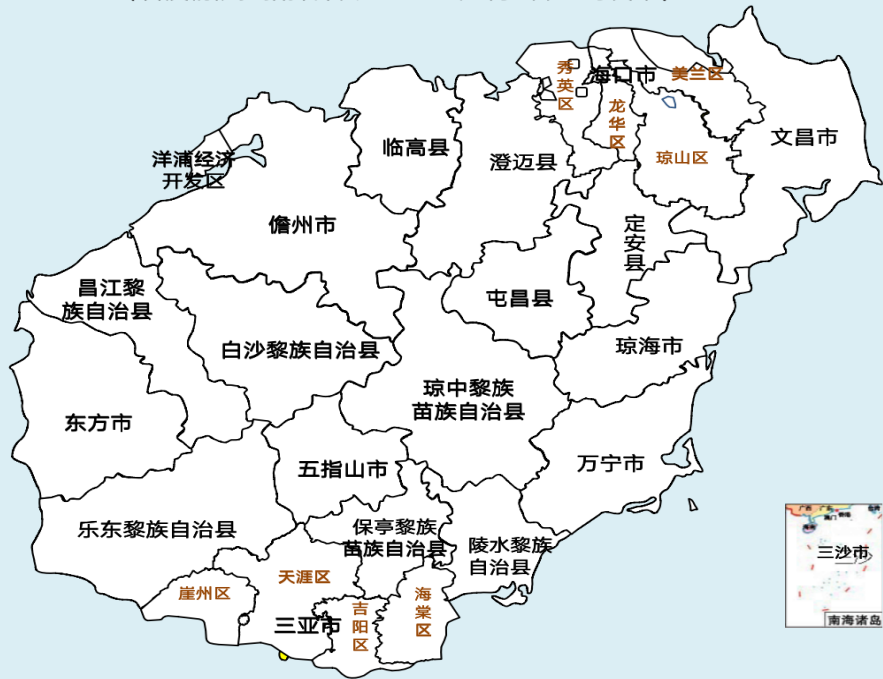 海口市
秀英区
美兰区
龙华区
琼山区
文昌市
临高县
澄迈县
洋浦经济
开发区
儋州市
定安县
屯昌县
昌江黎
族自治县
白沙黎族自治县
琼海市
琼中黎族
苗族自治县
东方市
五指山市
万宁市
乐东黎族自治县
保亭黎族
苗族自治县
陵水黎族
自治县
天涯区
崖州区
海棠区
吉阳区
三亚市
广西
广东
三沙市
南海诸岛